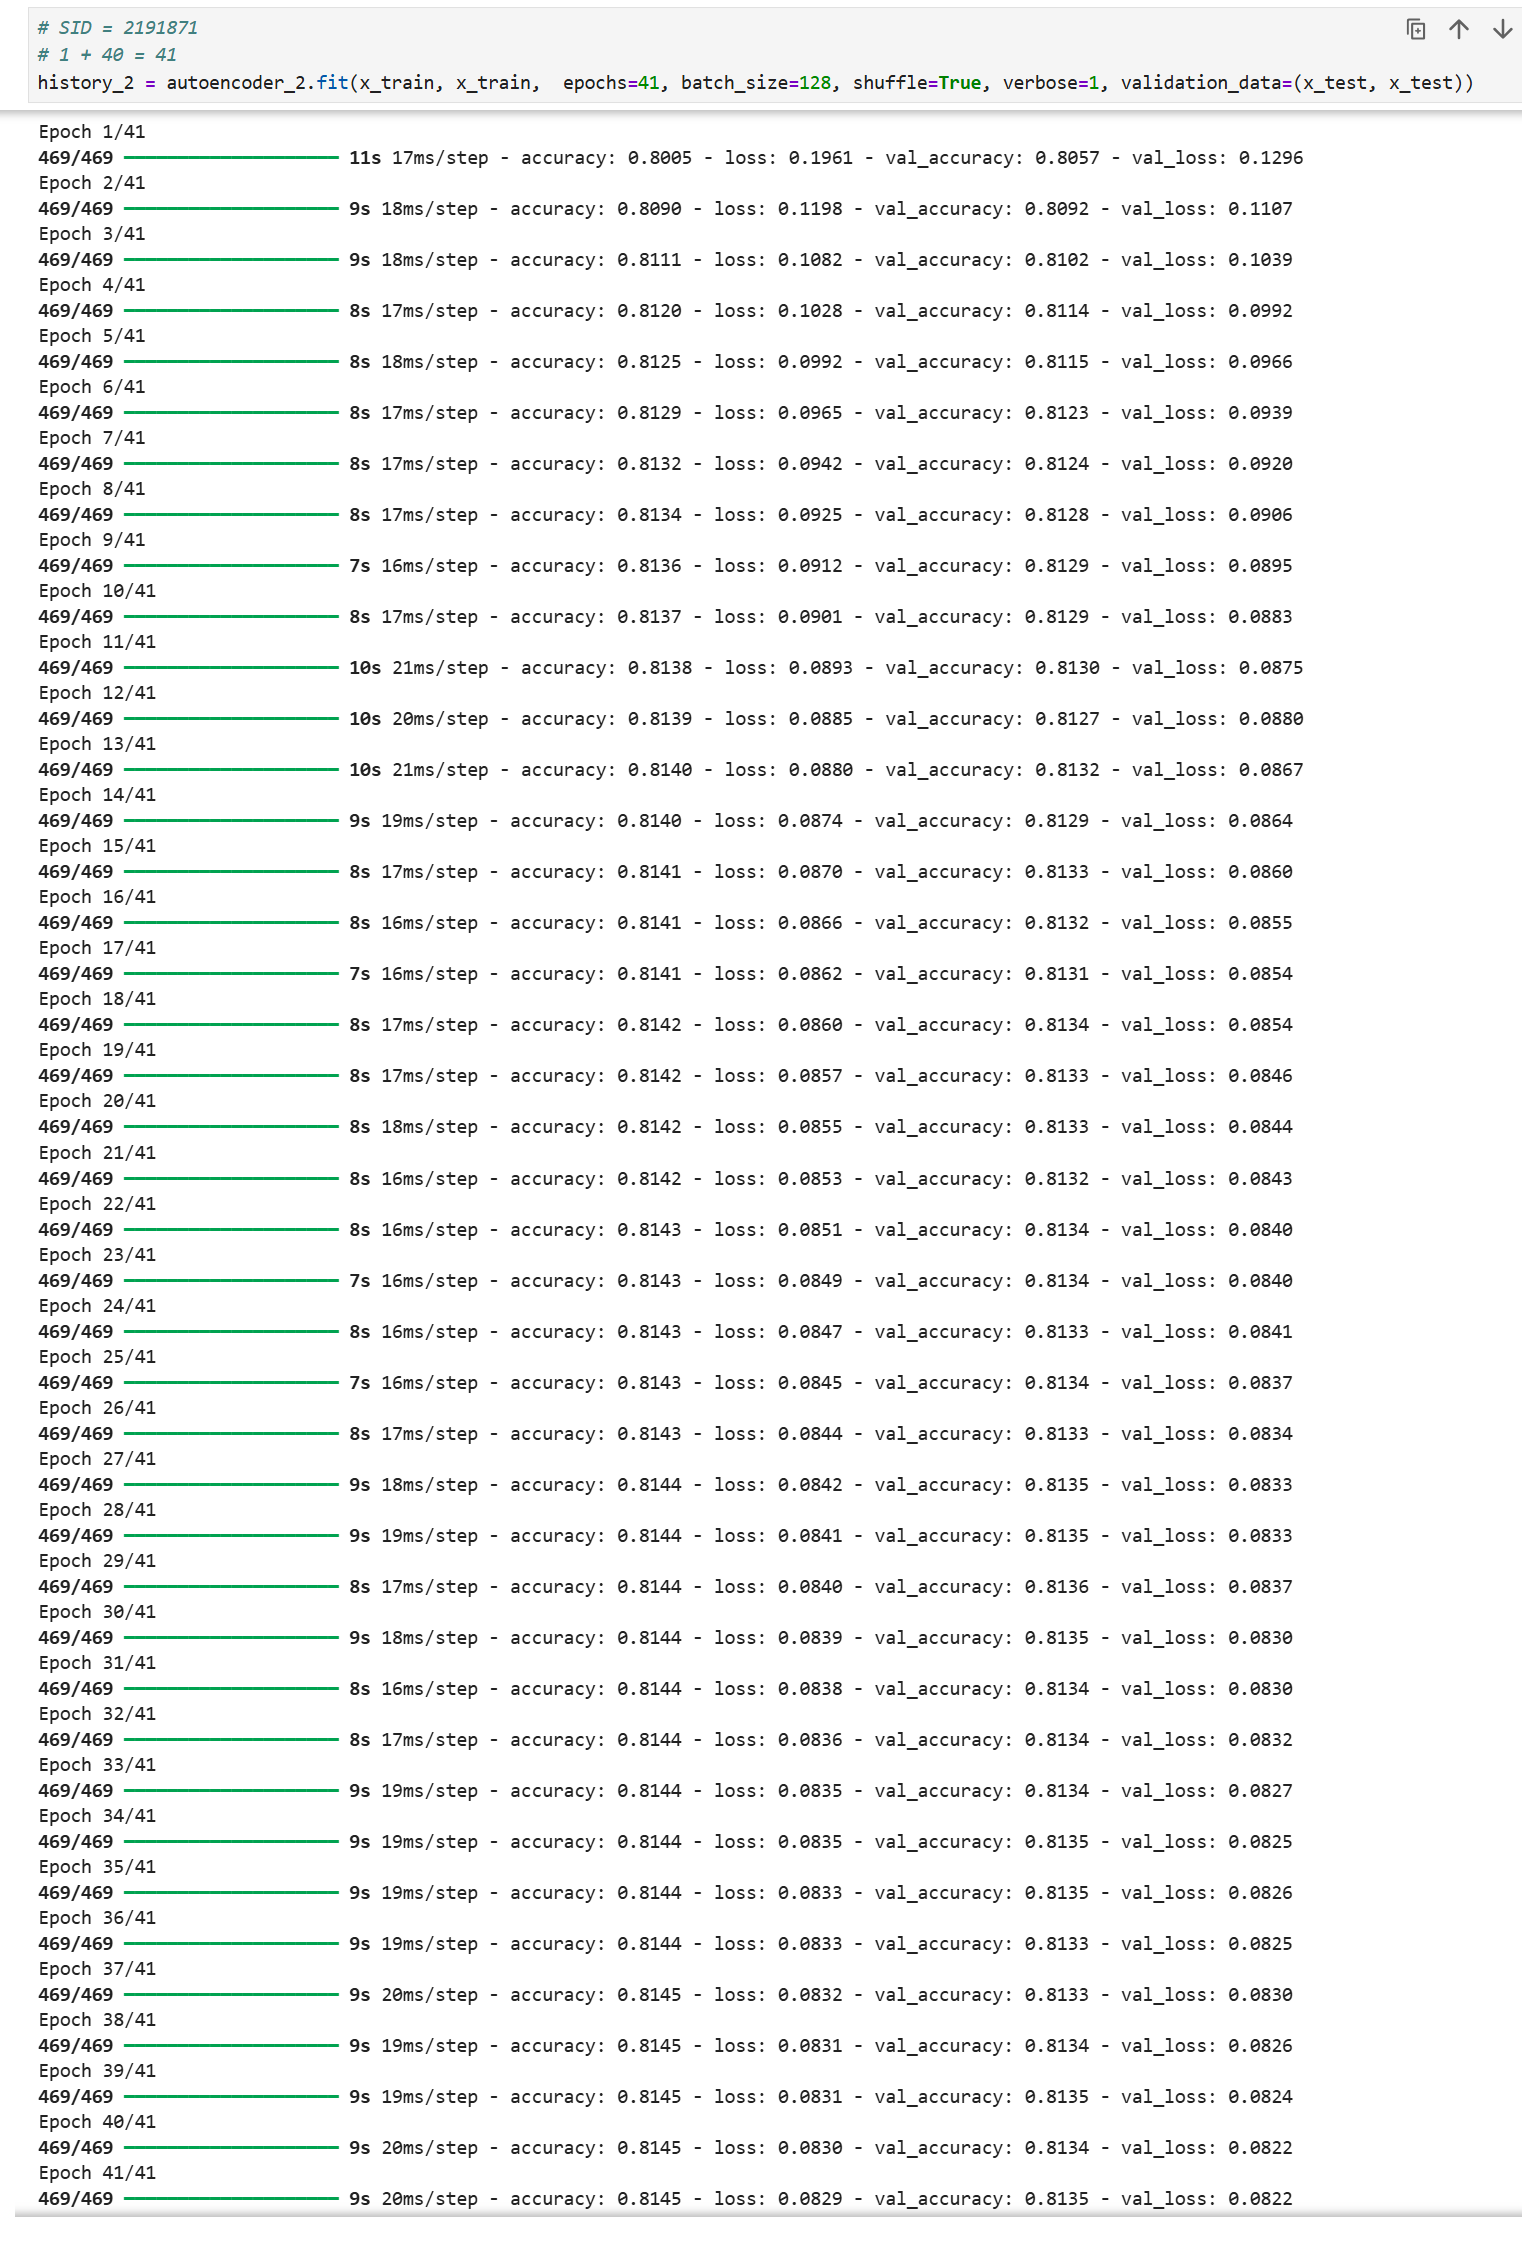 # SID = 2191871
# 1 + 40 = 41
history_2 = autoencoder_2.fit(x_train, x_train,  epochs=41, batch_size=128, shuffle=True, verbose=1, validation_data=(x_test, x_test))
Epoch 1/41
469/469 11s 17ms/step - accuracy: 0.8005 - loss: 0.1961 - val_accuracy: 0.8057 - val_loss: 0.1296
Epoch 2/41
469/469 9s 18ms/step - accuracy: 0.8090 - loss: 0.1198 - val_accuracy: 0.8092 - val_loss: 0.1107
Epoch 3/41
469/469 9s 18ms/step - accuracy: 0.8111 - loss: 0.1082 - val_accuracy: 0.8102 - val_loss: 0.1039
Epoch 4/41
469/469 8s 17ms/step - accuracy: 0.8120 - loss: 0.1028 - val_accuracy: 0.8114 - val_loss: 0.0992
Epoch 5/41
469/469 8s 18ms/step - accuracy: 0.8125 - loss: 0.0992 - val_accuracy: 0.8115 - val_loss: 0.0966
Epoch 6/41
469/469 8s 17ms/step - accuracy: 0.8129 - loss: 0.0965 - val_accuracy: 0.8123 - val_loss: 0.0939
Epoch 7/41
469/469 8s 17ms/step - accuracy: 0.8132 - loss: 0.0942 - val_accuracy: 0.8124 - val_loss: 0.0920
Epoch 8/41
469/469 8s 17ms/step - accuracy: 0.8134 - loss: 0.0925 - val_accuracy: 0.8128 - val_loss: 0.0906
Epoch 9/41
469/469 7s 16ms/step - accuracy: 0.8136 - loss: 0.0912 - val_accuracy: 0.8129 - val_loss: 0.0895
Epoch 10/41
469/469 8s 17ms/step - accuracy: 0.8137 - loss: 0.0901 - val_accuracy: 0.8129 - val_loss: 0.0883
Epoch 11/41
469/469 10s 21ms/step - accuracy: 0.8138 - loss: 0.0893 - val_accuracy: 0.8130 - val_loss: 0.0875
Epoch 12/41
469/469 10s 20ms/step - accuracy: 0.8139 - loss: 0.0885 - val_accuracy: 0.8127 - val_loss: 0.0880
Epoch 13/41
469/469 10s 21ms/step - accuracy: 0.8140 - loss: 0.0880 - val_accuracy: 0.8132 - val_loss: 0.0867
Epoch 14/41
469/469 9s 19ms/step - accuracy: 0.8140 - loss: 0.0874 - val_accuracy: 0.8129 - val_loss: 0.0864
Epoch 15/41
469/469 8s 17ms/step - accuracy: 0.8141 - loss: 0.0870 - val_accuracy: 0.8133 - val_loss: 0.0860
Epoch 16/41
469/469 8s 16ms/step - accuracy: 0.8141 - loss: 0.0866 - val_accuracy: 0.8132 - val_loss: 0.0855
Epoch 17/41
469/469 7s 16ms/step - accuracy: 0.8141 - loss: 0.0862 - val_accuracy: 0.8131 - val_loss: 0.0854
Epoch 18/41
469/469 8s 17ms/step - accuracy: 0.8142 - loss: 0.0860 - val_accuracy: 0.8134 - val_loss: 0.0854
Epoch 19/41
469/469 8s 17ms/step - accuracy: 0.8142 - loss: 0.0857 - val_accuracy: 0.8133 - val_loss: 0.0846
Epoch 20/41
469/469 8s 18ms/step - accuracy: 0.8142 - loss: 0.0855 - val_accuracy: 0.8133 - val_loss: 0.0844
Epoch 21/41
469/469 8s 16ms/step - accuracy: 0.8142 - loss: 0.0853 - val_accuracy: 0.8132 - val_loss: 0.0843
Epoch 22/41
469/469 8s 16ms/step - accuracy: 0.8143 - loss: 0.0851 - val_accuracy: 0.8134 - val_loss: 0.0840
Epoch 23/41
469/469 7s 16ms/step - accuracy: 0.8143 - loss: 0.0849 - val_accuracy: 0.8134 - val_loss: 0.0840
Epoch 24/41
469/469 8s 16ms/step - accuracy: 0.8143 - loss: 0.0847 - val_accuracy: 0.8133 - val_loss: 0.0841
Epoch 25/41
469/469 7s 16ms/step - accuracy: 0.8143 - loss: 0.0845 - val_accuracy: 0.8134 - val_loss: 0.0837
Epoch 26/41
469/469 8s 17ms/step - accuracy: 0.8143 - loss: 0.0844 - val_accuracy: 0.8133 - val_loss: 0.0834
Epoch 27/41
469/469 9s 18ms/step - accuracy: 0.8144 - loss: 0.0842 - val_accuracy: 0.8135 - val_loss: 0.0833
Epoch 28/41
469/469 9s 19ms/step - accuracy: 0.8144 - loss: 0.0841 - val_accuracy: 0.8135 - val_loss: 0.0833
Epoch 29/41
469/469 8s 17ms/step - accuracy: 0.8144 - loss: 0.0840 - val_accuracy: 0.8136 - val_loss: 0.0837
Epoch 30/41
469/469 9s 18ms/step - accuracy: 0.8144 - loss: 0.0839 - val_accuracy: 0.8135 - val_loss: 0.0830
Epoch 31/41
469/469 8s 16ms/step - accuracy: 0.8144 - loss: 0.0838 - val_accuracy: 0.8134 - val_loss: 0.0830
Epoch 32/41
469/469 8s 17ms/step - accuracy: 0.8144 - loss: 0.0836 - val_accuracy: 0.8134 - val_loss: 0.0832
Epoch 33/41
469/469 9s 19ms/step - accuracy: 0.8144 - loss: 0.0835 - val_accuracy: 0.8134 - val_loss: 0.0827
Epoch 34/41
469/469 9s 19ms/step - accuracy: 0.8144 - loss: 0.0835 - val_accuracy: 0.8135 - val_loss: 0.0825
Epoch 35/41
469/469 9s 19ms/step - accuracy: 0.8144 - loss: 0.0833 - val_accuracy: 0.8135 - val_loss: 0.0826
Epoch 36/41
469/469 9s 19ms/step - accuracy: 0.8144 - loss: 0.0833 - val_accuracy: 0.8133 - val_loss: 0.0825
Epoch 37/41
469/469 9s 20ms/step - accuracy: 0.8145 - loss: 0.0832 - val_accuracy: 0.8133 - val_loss: 0.0830
Epoch 38/41
469/469 9s 19ms/step - accuracy: 0.8145 - loss: 0.0831 - val_accuracy: 0.8134 - val_loss: 0.0826
Epoch 39/41
469/469 9s 19ms/step - accuracy: 0.8145 - loss: 0.0831 - val_accuracy: 0.8135 - val_loss: 0.0824
Epoch 40/41
469/469 9s 20ms/step - accuracy: 0.8145 - loss: 0.0830 - val_accuracy: 0.8134 - val_loss: 0.0822
Epoch 41/41
469/469 9s 20ms/step - accuracy: 0.8145 - loss: 0.0829 - val_accuracy: 0.8135 - val_loss: 0.0822